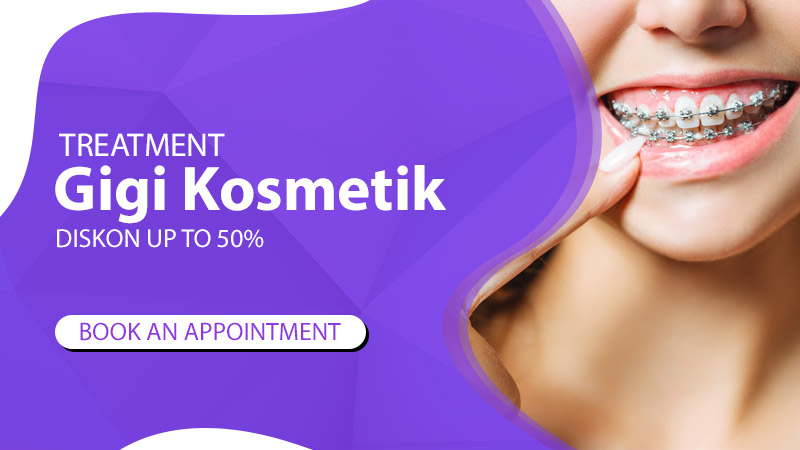 TREATMENT
Gigi Kosmetik
DISKON UP TO 50%
BOOK AN APPOINTMENT